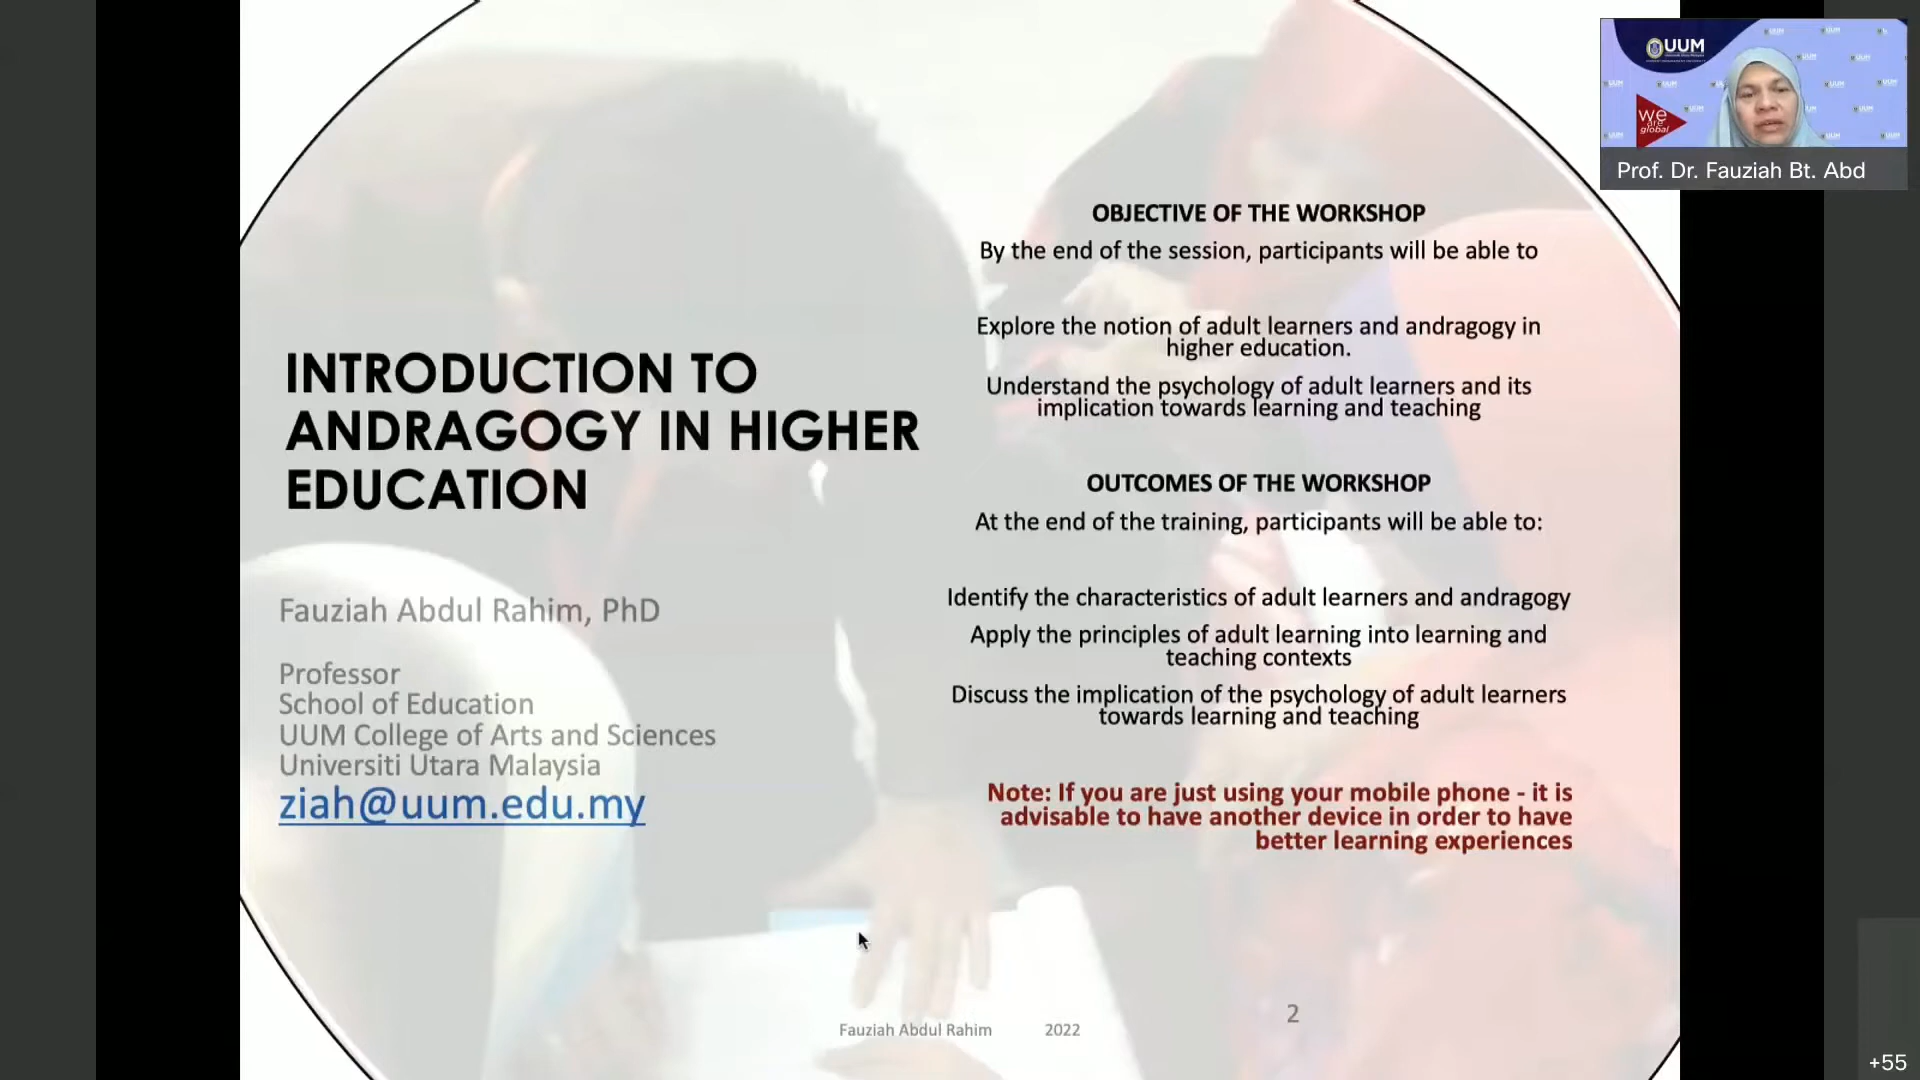 INTRODUCTION TO
ANDRAGOGY IN HIGHER
EDUCATION
Fauziah Abdul Rahim, PhD
Professor
School of Education
UUM College of Arts and Sciences
Universiti Utara Malaysia
ziah@uum.edu.my
OBJECTIVE OF THE WORKSHOP
By the end of the session, participants will be able to
Explore the notion of adult learners and andragogy in
higher education.
Understand the psychology of adult learners and its
implication towards learning and teaching
OUTCOMES OF THE WORKSHOP
At the end of the training, participants will be able to:
Identify the characteristics of adult learners and andragogy
Apply the principles of adult learning into learning and
teaching contexts
Discuss the implication of the psychology of adult learners
towards learning and teaching
Note: If you are just using your mobile phone - it is
advisable to have another device in order to have
better learning experiences
Fauziah Abdul Rahim 2022
2
UUM
we
are
global
Prof. Dr. Fauziah Bt. Abd
+55